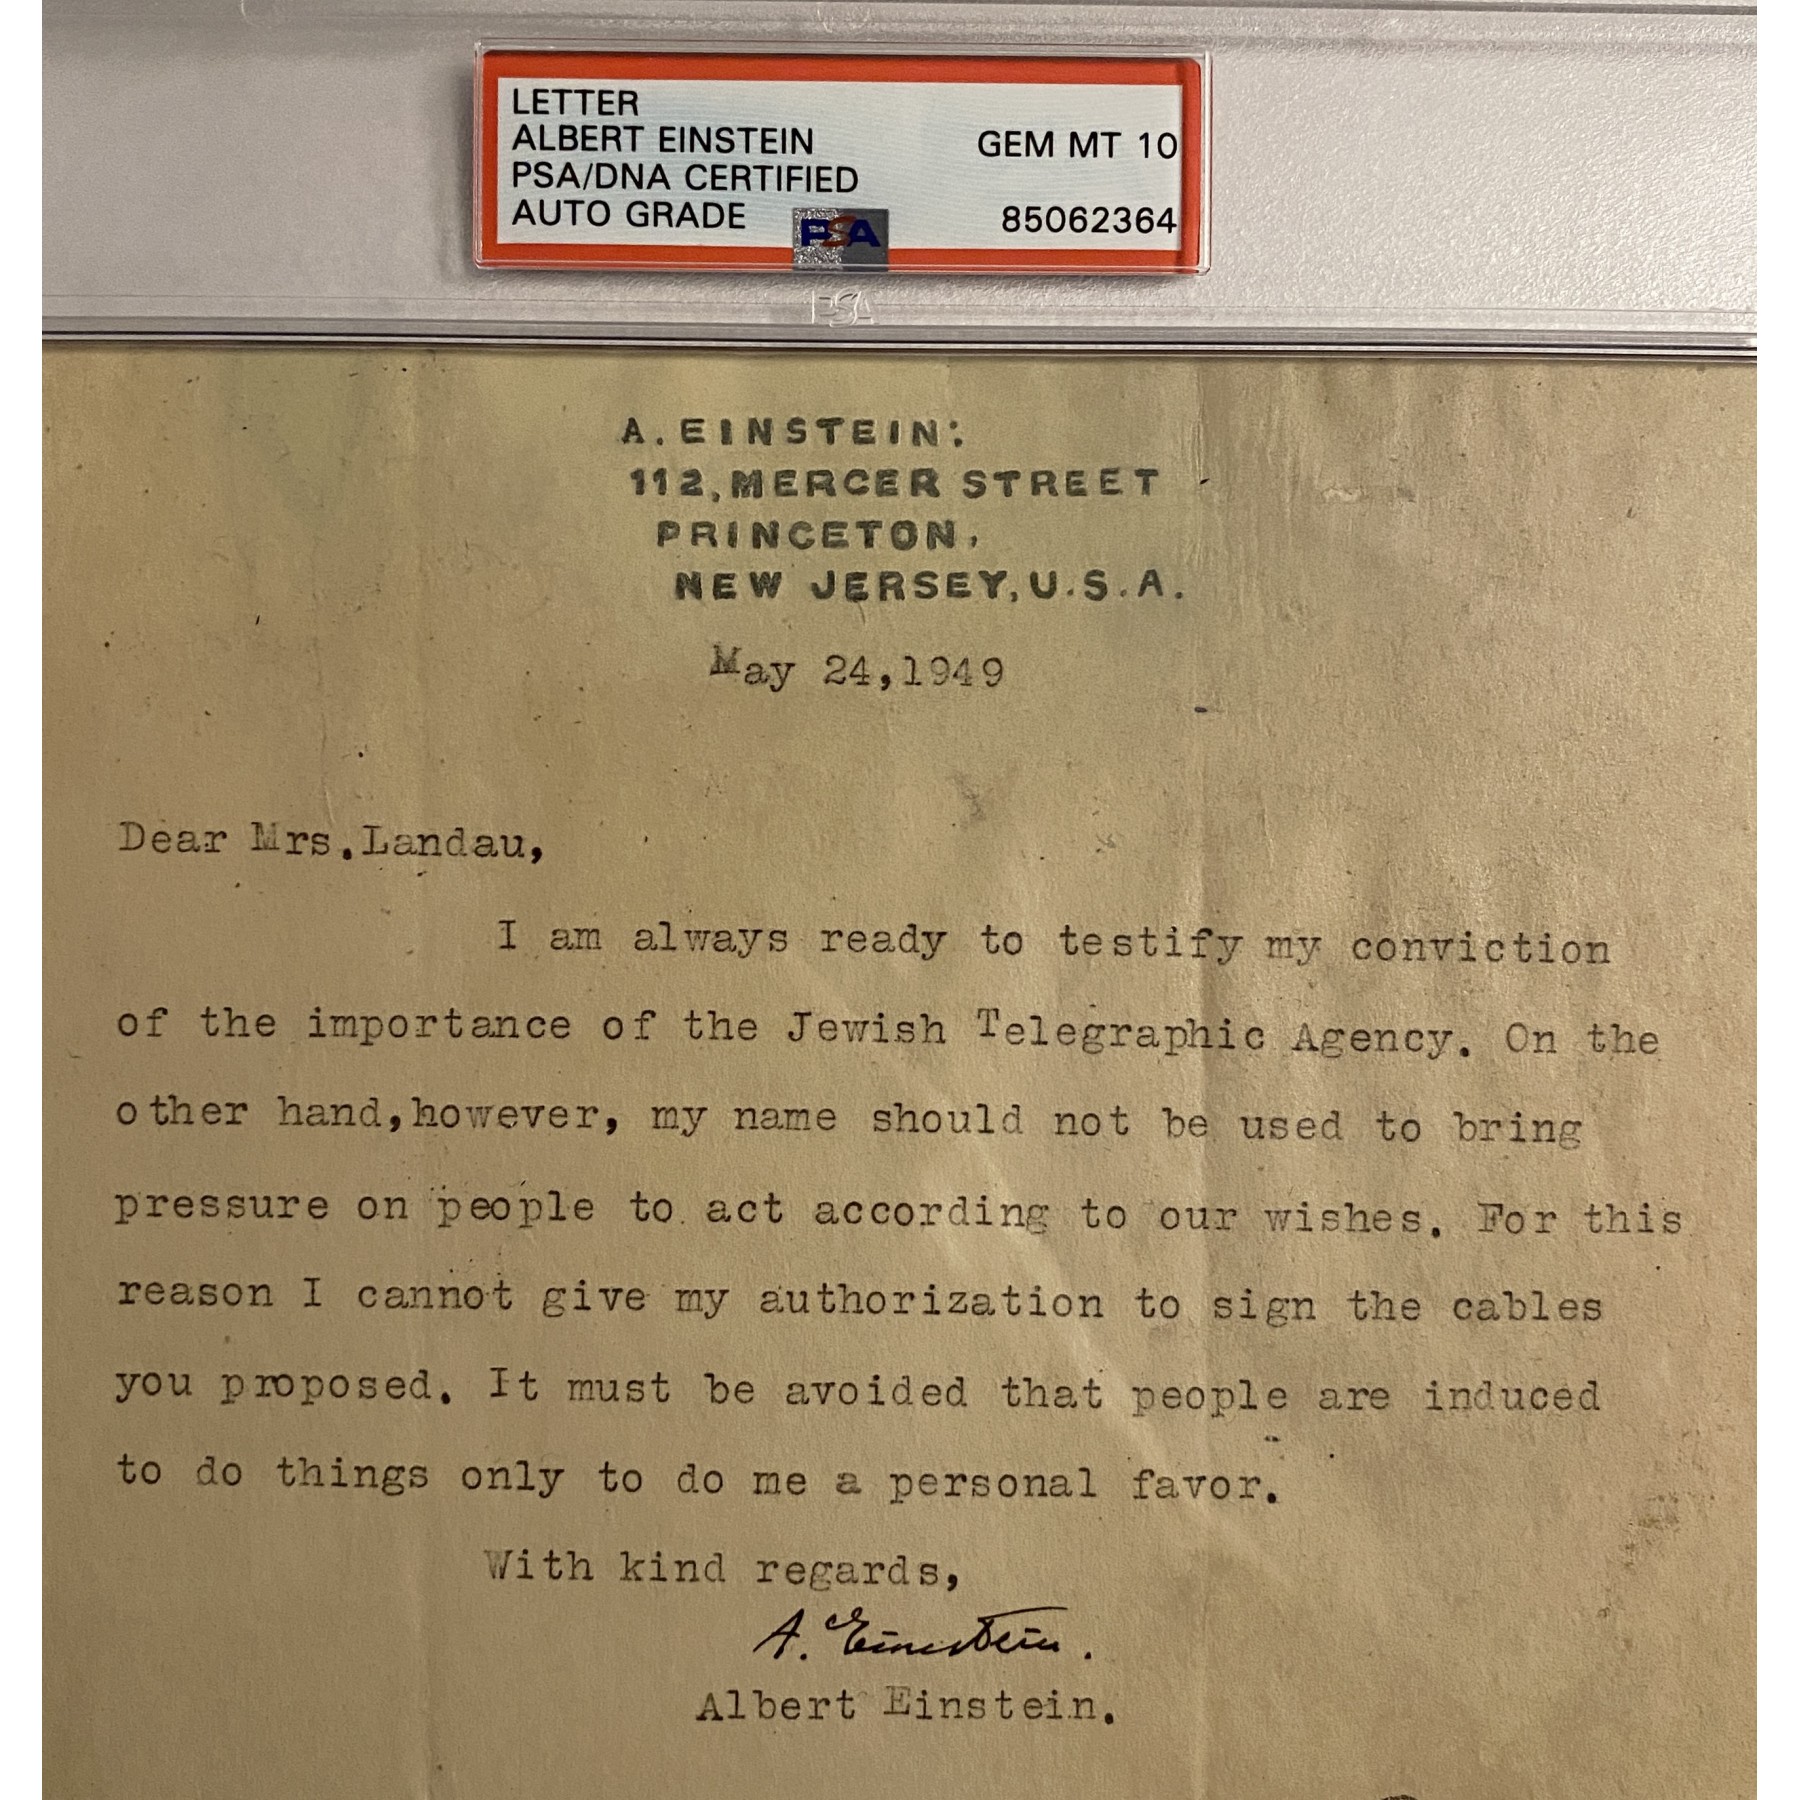 LETTER
ALBERT EINSTEIN GEM MT 10
PSA/DNA CERTIFIED
AUTO GRADE 85062364
PSA
PSA
A. EINSTEIN:
112, MERCER STREET
PRINCETON,
NEW JERSEY, U.S.A.
May 24,1949
Dear Mrs.Landau,
I am always ready to testify my conviction
of the importance of the Jewish Telegraphic Agency. On the
other hand,however, my name should not be used to bring
pressure on people to act according to our wishes. For this
reason I cannot give my authorization to sign the cables
you proposed. It must be avoided that people are induced
to do things only to do me a personal favor.
With kind regards,
A. Einstein.
Albert Einstein.